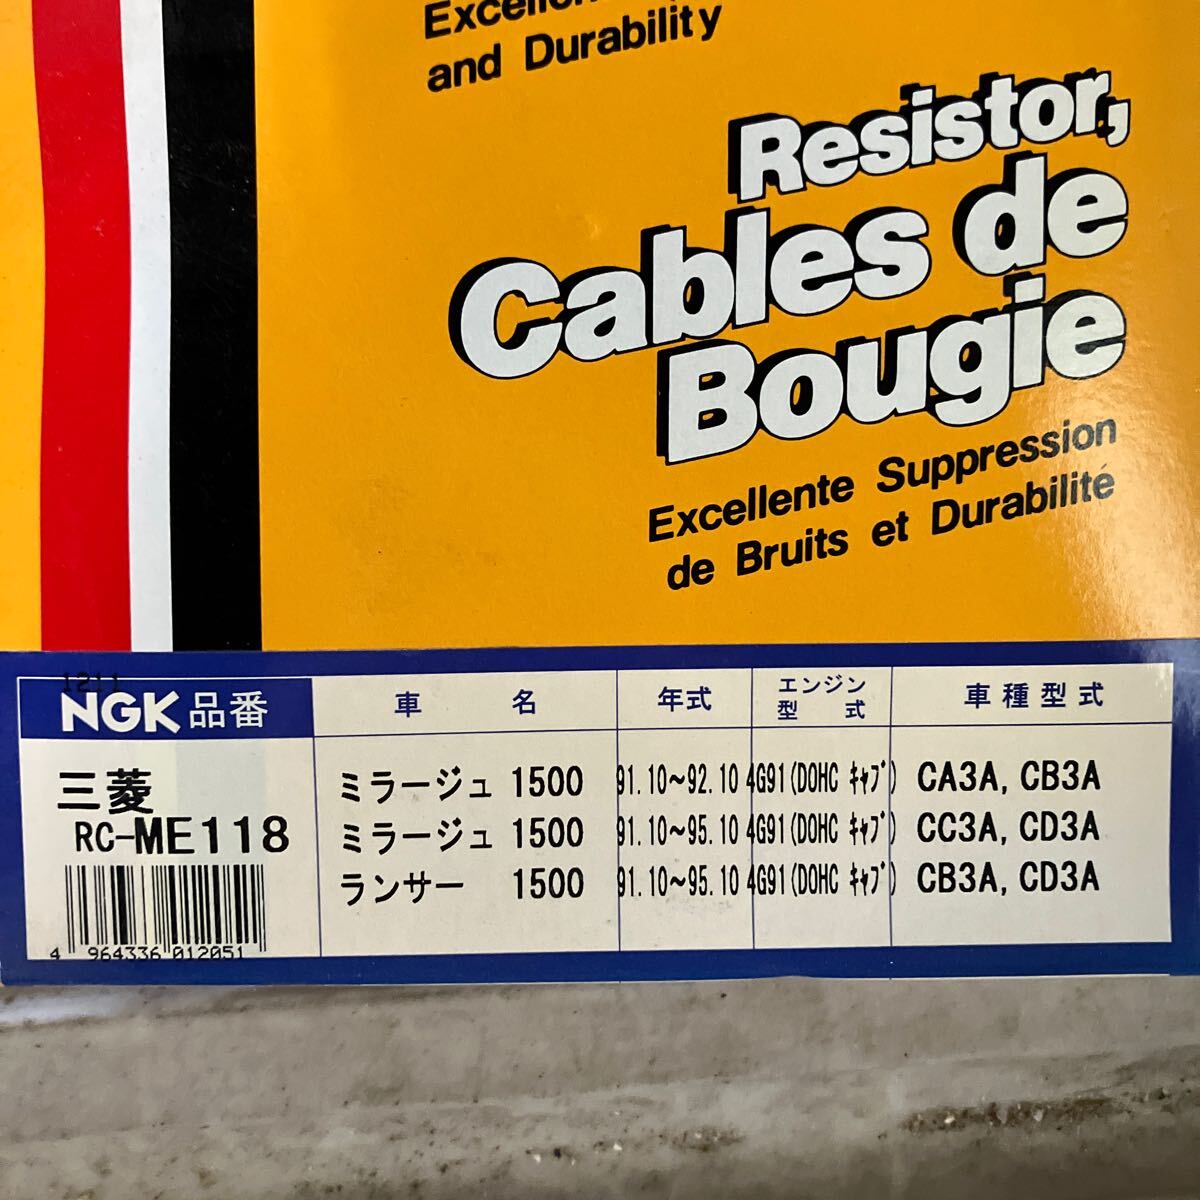 and Durability
Resistor,
Cables de
Bougie
Excellente Suppression
de Bruits et Durabilité
1211
NGK 品番 車 名 年式 エンジン型 式 車種型式
三菱
RC-ME118
4 964336 012051
ミラージュ 1500 91.10~92.10 4G91(DOHC ｷｬﾌﾞ) CA3A, CB3A
ミラージュ 1500 91.10~95.10 4G91(DOHC ｷｬﾌﾞ) CC3A, CD3A
ランサー 1500 91.10~95.10 4G91(DOHC ｷｬﾌﾞ) CB3A, CD3A